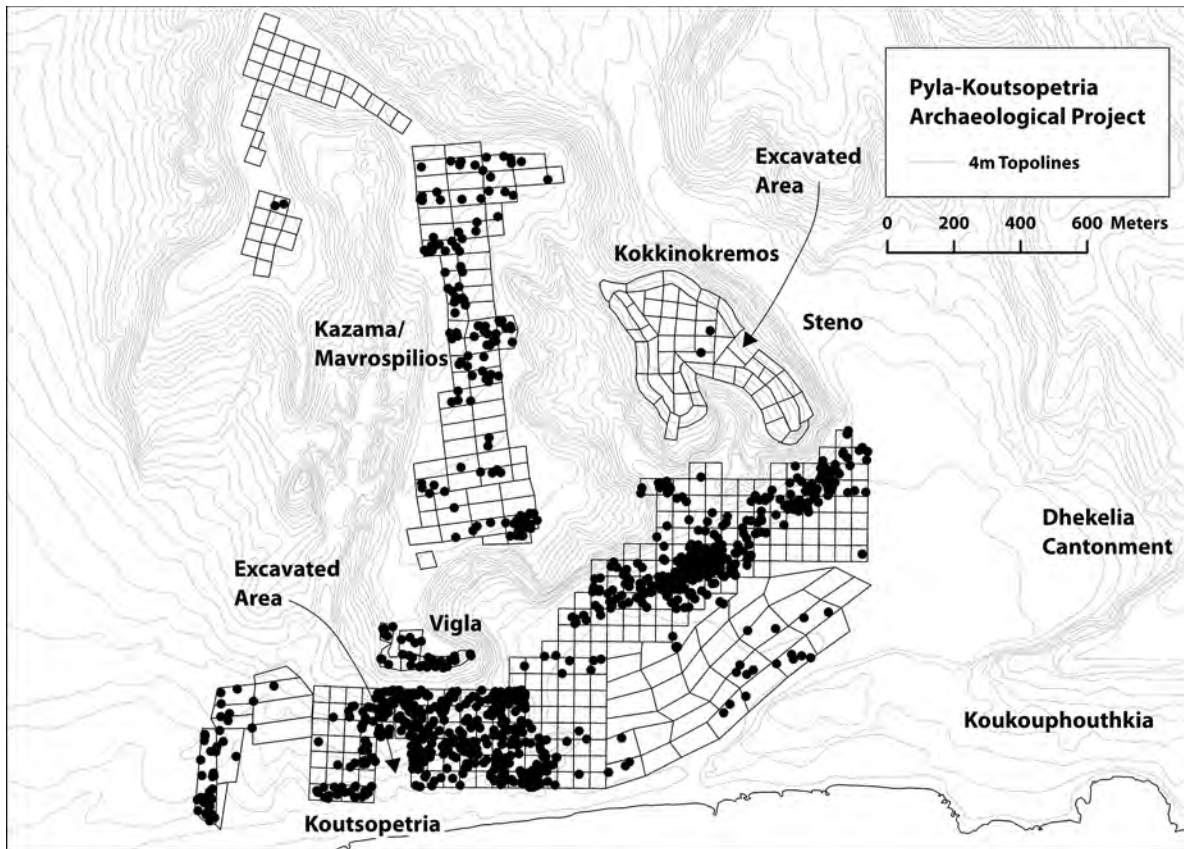 Pyla-Koutsopetria
Archaeological Project
4m Topolines
0 200 400 600 Meters
Excavated
Area
Kokkinokremos
Steno
Kazama/
Mavrospilios
Dhekelia
Cantonment
Excavated
Area
Vigla
Koukouphouthkia
Koutsopetria